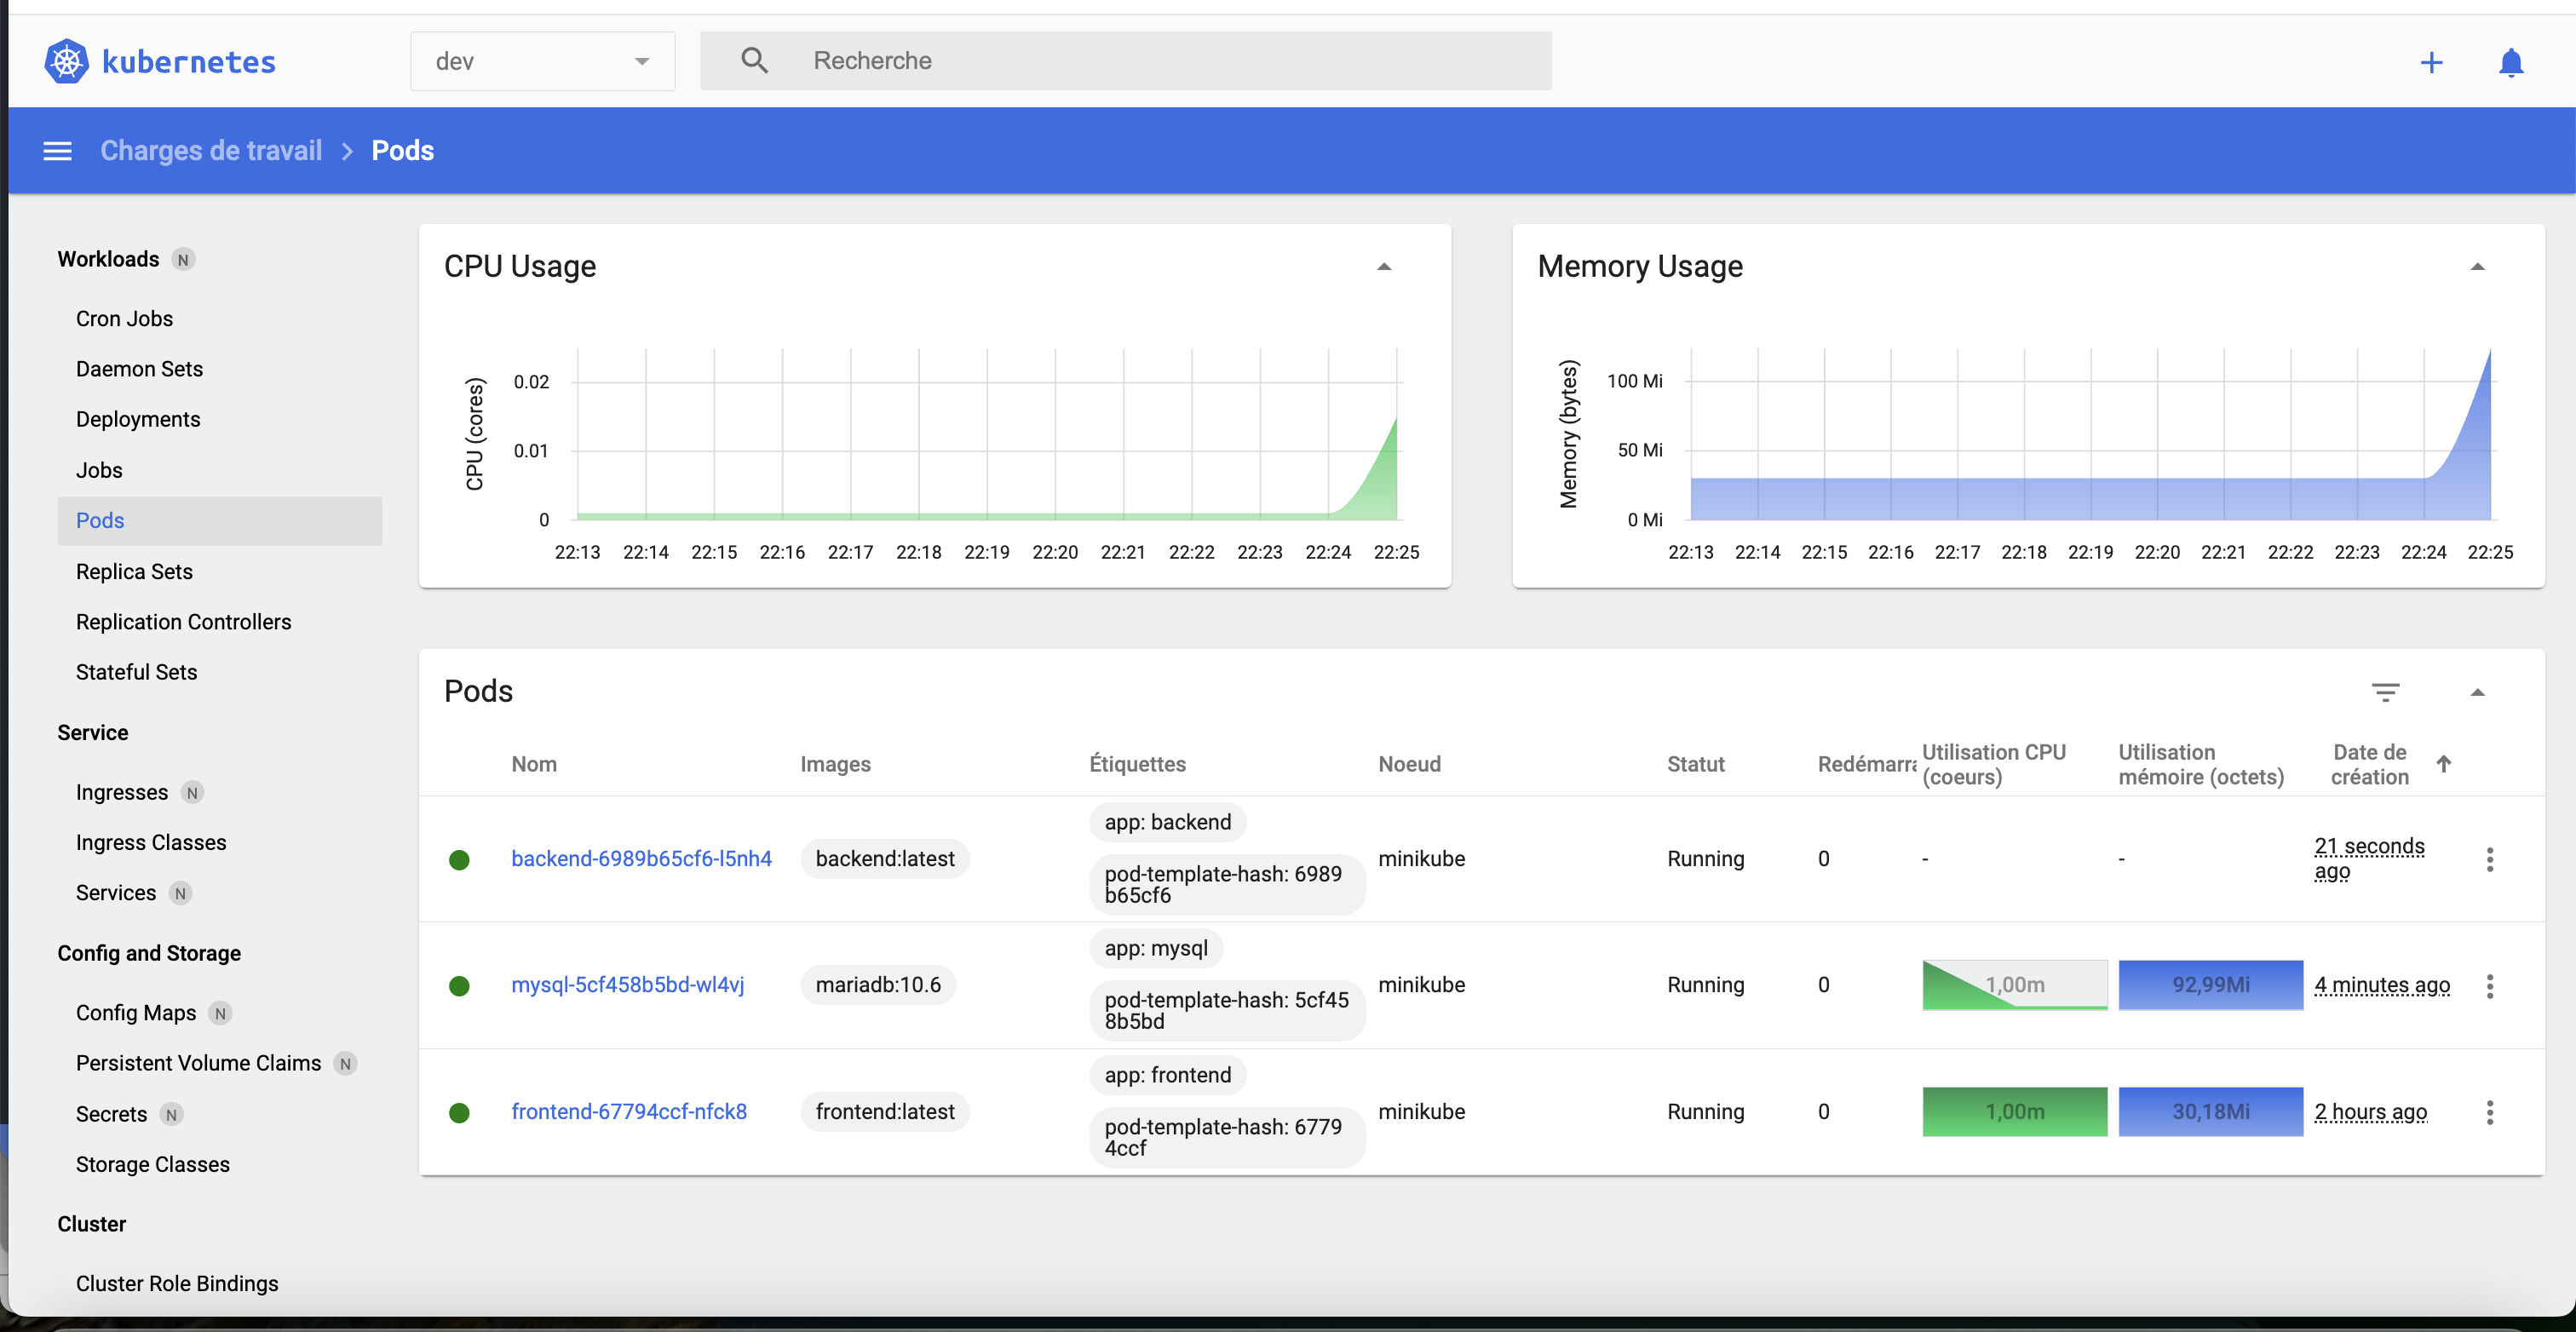 kubernetes
dev
Recherche
Charges de travail
Pods
Workloads N
Cron Jobs
Daemon Sets
Deployments
Jobs
Pods
Replica Sets
Replication Controllers
Stateful Sets
Service
Ingresses N
Ingress Classes
Services N
Config and Storage
Config Maps N
Persistent Volume Claims N
Secrets N
Storage Classes
Cluster
Cluster Role Bindings
CPU Usage
CPU (cores)
0.02
0.01
0
22:13 22:14 22:15 22:16 22:17 22:18 22:19 22:20 22:21 22:22 22:23 22:24 22:25
Memory Usage
Memory (bytes)
100 Mi
50 Mi
0 Mi
22:13 22:14 22:15 22:16 22:17 22:18 22:19 22:20 22:21 22:22 22:23 22:24 22:25
Pods
Nom
Images
Étiquettes
Noeud
Statut
Redémarra
Utilisation CPU
(coeurs)
Utilisation
mémoire (octets)
Date de
création
backend-6989b65cf6-l5nh4
backend:latest
app: backend
pod-template-hash: 6989
b65cf6
minikube
Running
0
-
-
21 seconds
ago
mysql-5cf458b5bd-wl4vj
mariadb:10.6
app: mysql
pod-template-hash: 5cf45
8b5bd
minikube
Running
0
1,00m
92,99Mi
4 minutes ago
frontend-67794ccf-nfck8
frontend:latest
app: frontend
pod-template-hash: 6779
4ccf
minikube
Running
0
1,00m
30,18Mi
2 hours ago